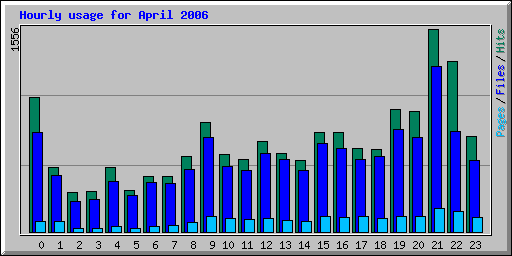 Hourly usage for April 2006
1556
Pages / Files / Hits
0 1 2 3 4 5 6 7 8 9 10 11 12 13 14 15 16 17 18 19 20 21 22 23